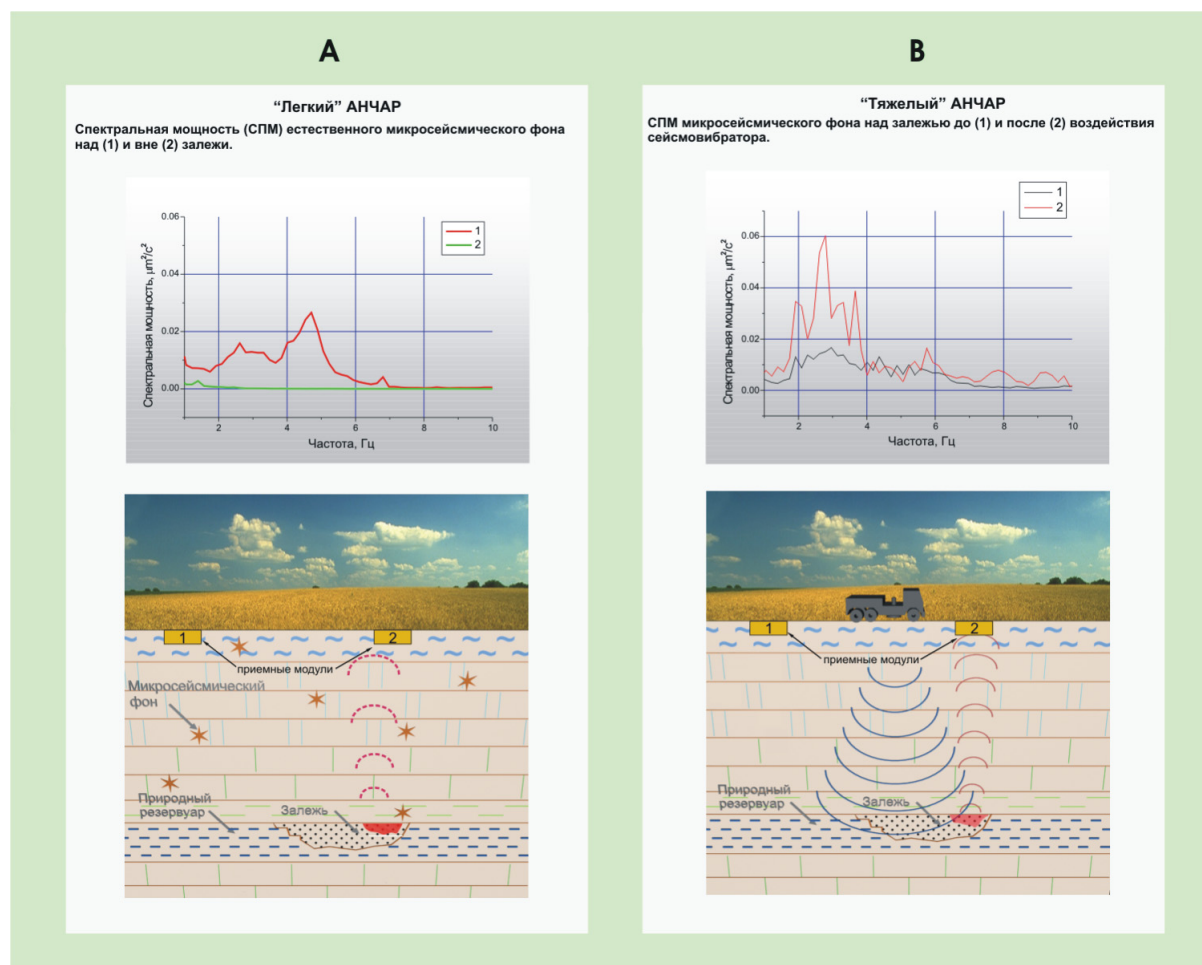 A
“Легкий” АНЧАР
Спектральная мощность (СПМ) естественного микросейсмического фона
над (1) и вне (2) залежи.
Спектральная мощность, μm²/c²
0.06
0.04
0.02
0.00
2
4
6
8
10
Частота, Гц
1
2
1
2
приемные модули
Микросейсмический
фон
Природный
резервуар
Залежь
B
“Тяжелый” АНЧАР
СПМ микросейсмического фона над залежью до (1) и после (2) воздействия
сейсмовибратора.
1
2
Спектральная мощность, μm²/c²
0.06
0.04
0.02
0.00
2
4
6
8
10
Частота, Гц
1
2
приемные модули
Природный
резервуар
Залежь